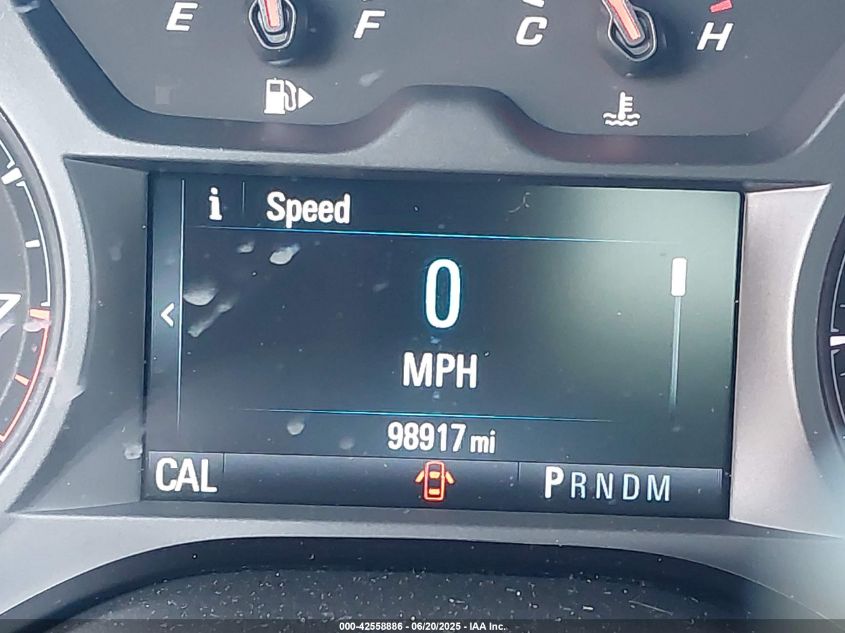 E F C H
i Speed
<
0
MPH
98917 mi
CAL PRNDM
000-42558886 - 06/20/2025 - IAA Inc.